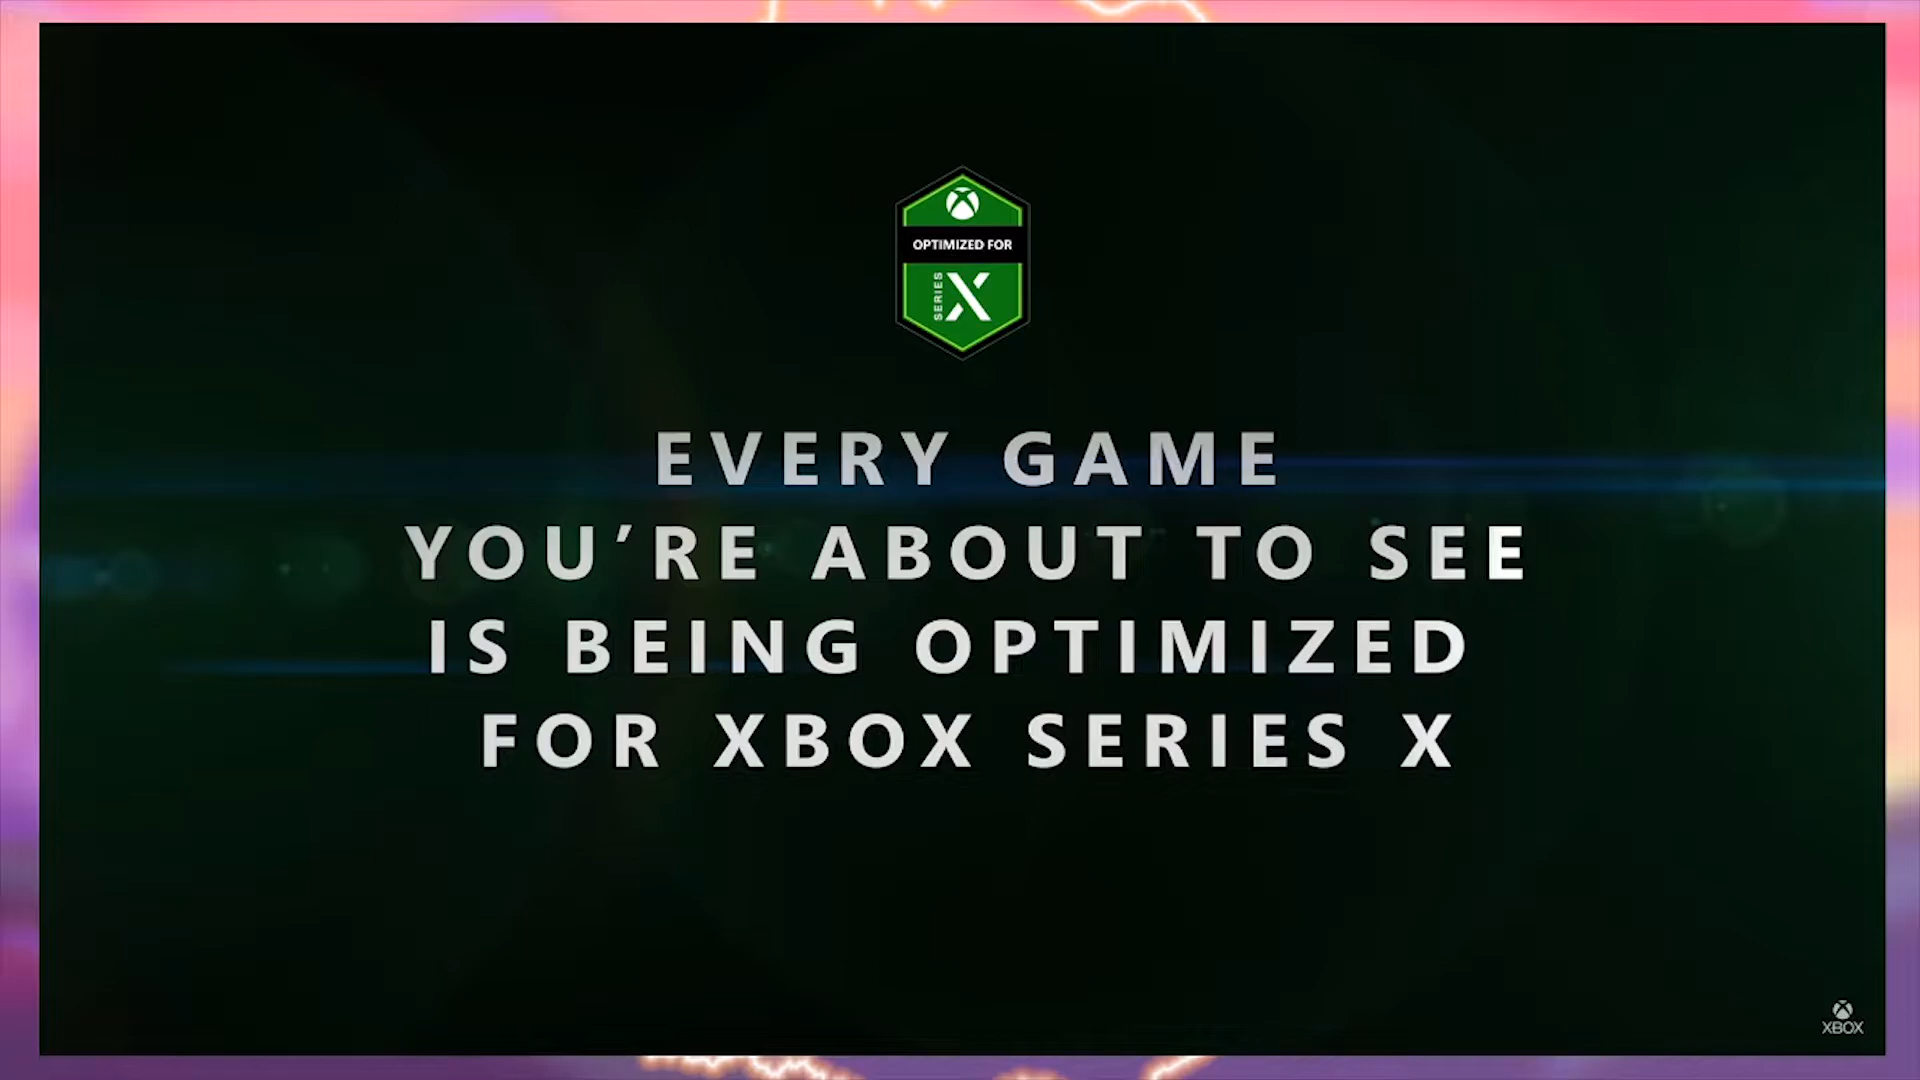 OPTIMIZED FOR
SERIES X
EVERY GAME
YOU'RE ABOUT TO SEE
IS BEING OPTIMIZED
FOR XBOX SERIES X
XBOX